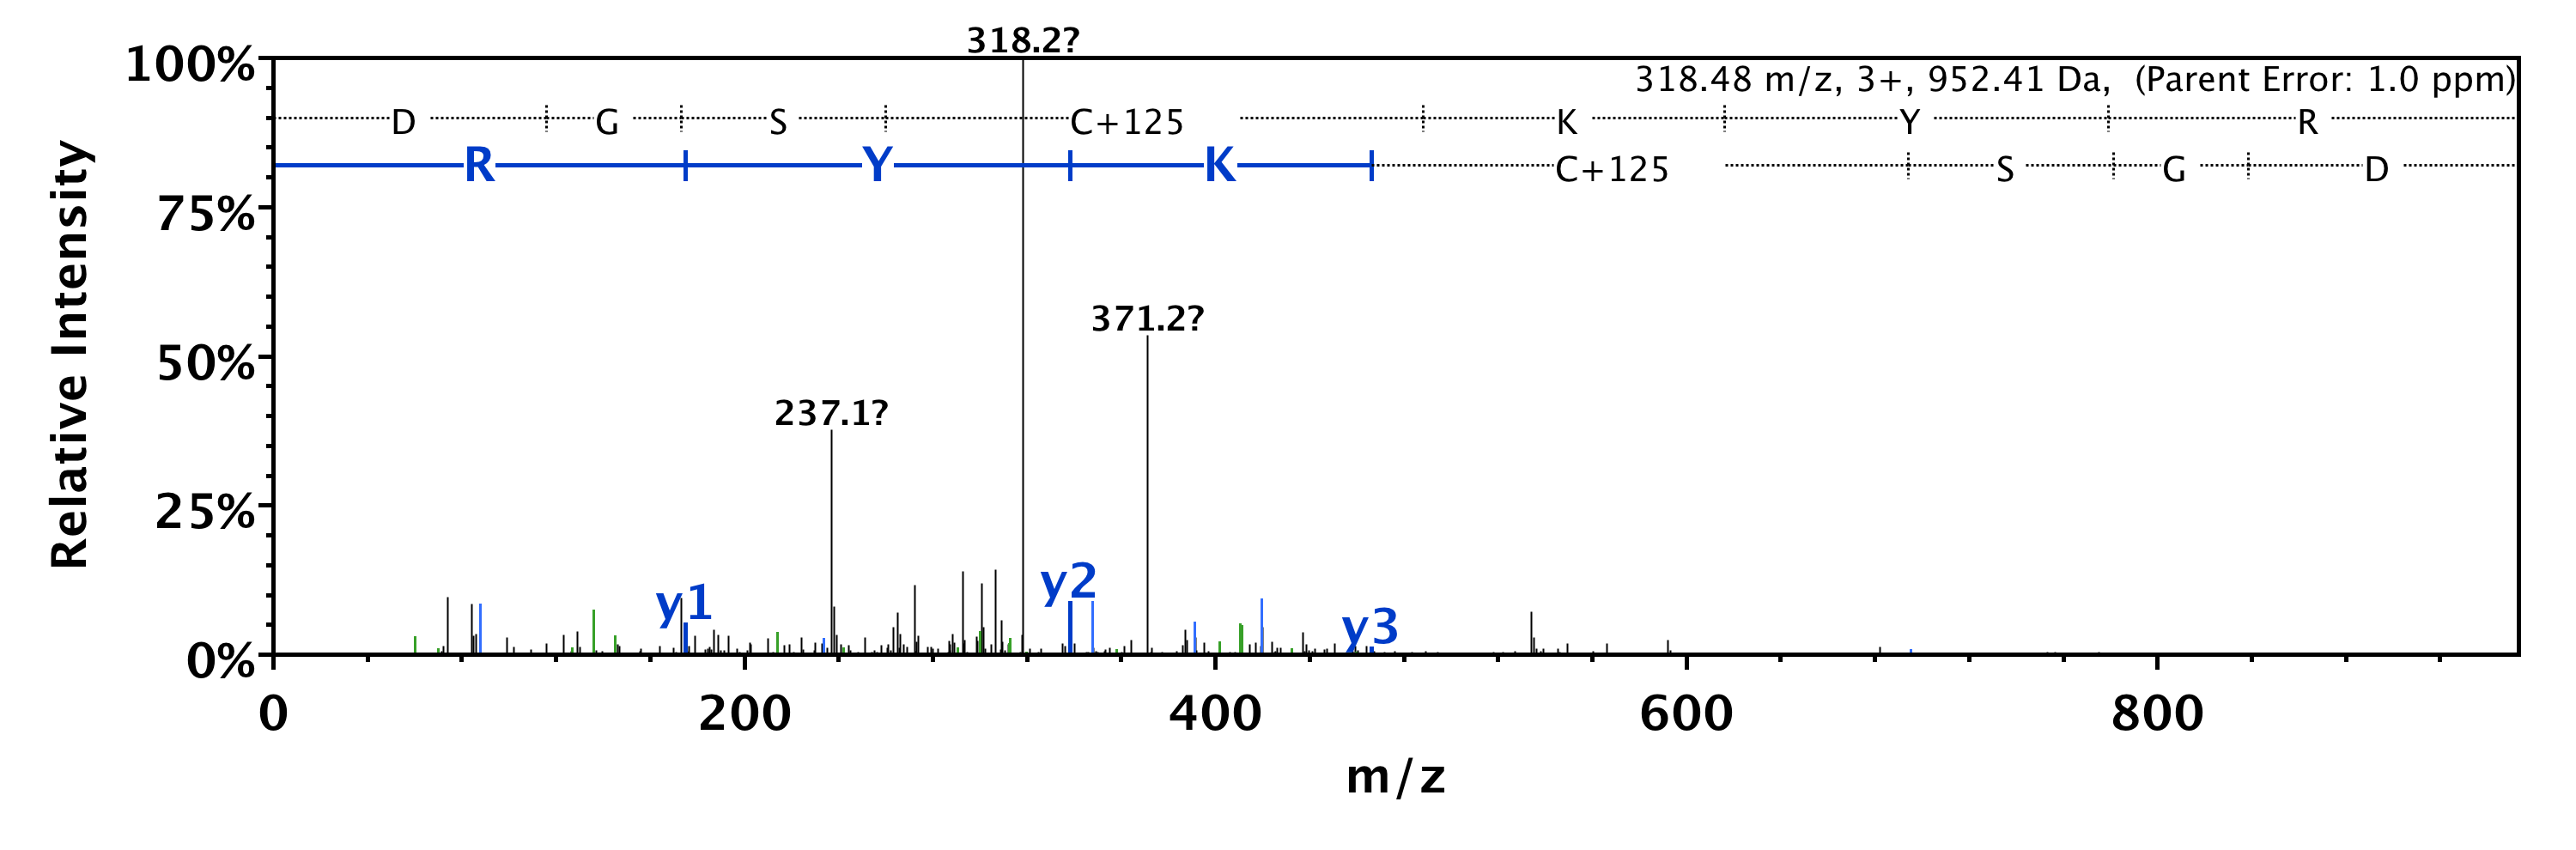 318.2?
100%
318.48 m/z, 3+, 952.41 Da, (Parent Error: 1.0 ppm)
D G S C+125 K Y R
R Y K C+125 S G D
75%
371.2?
50%
237.1?
25%
y1 y2 y3
0%
0 200 400 600 800
m/z
Relative Intensity